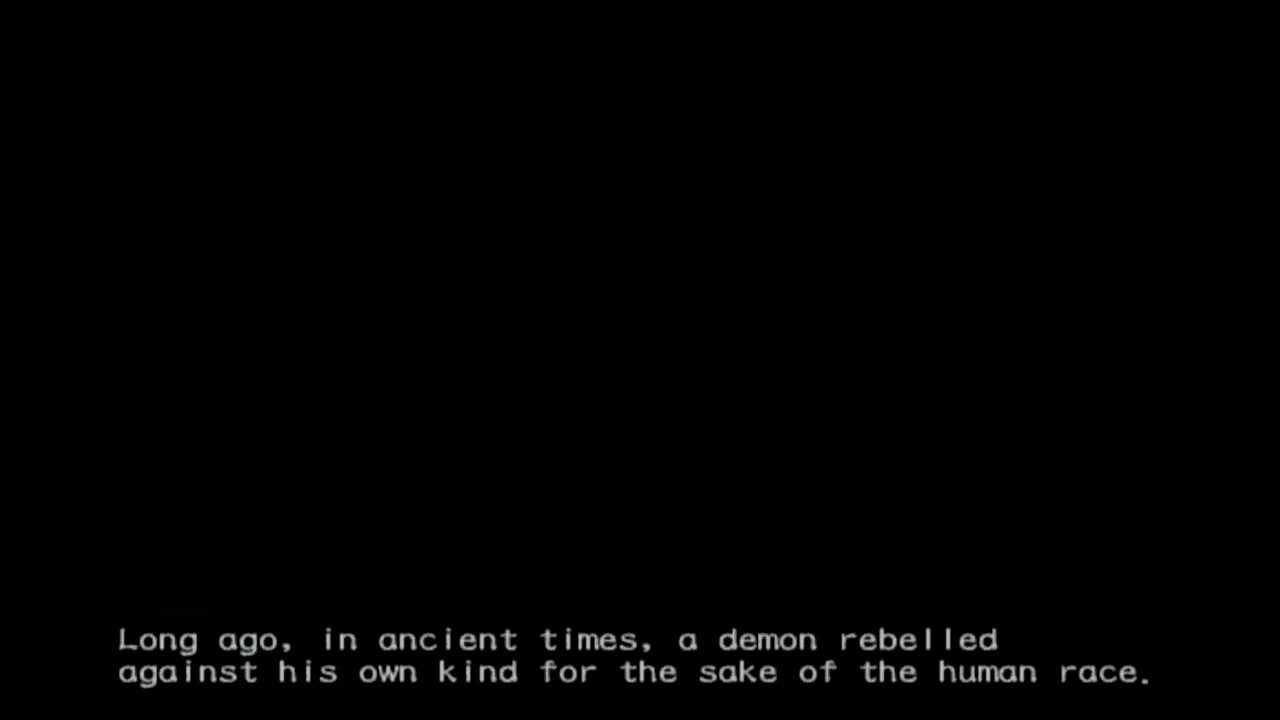 Long ago, in ancient times, a demon rebelled
against his own kind for the sake of the human race.